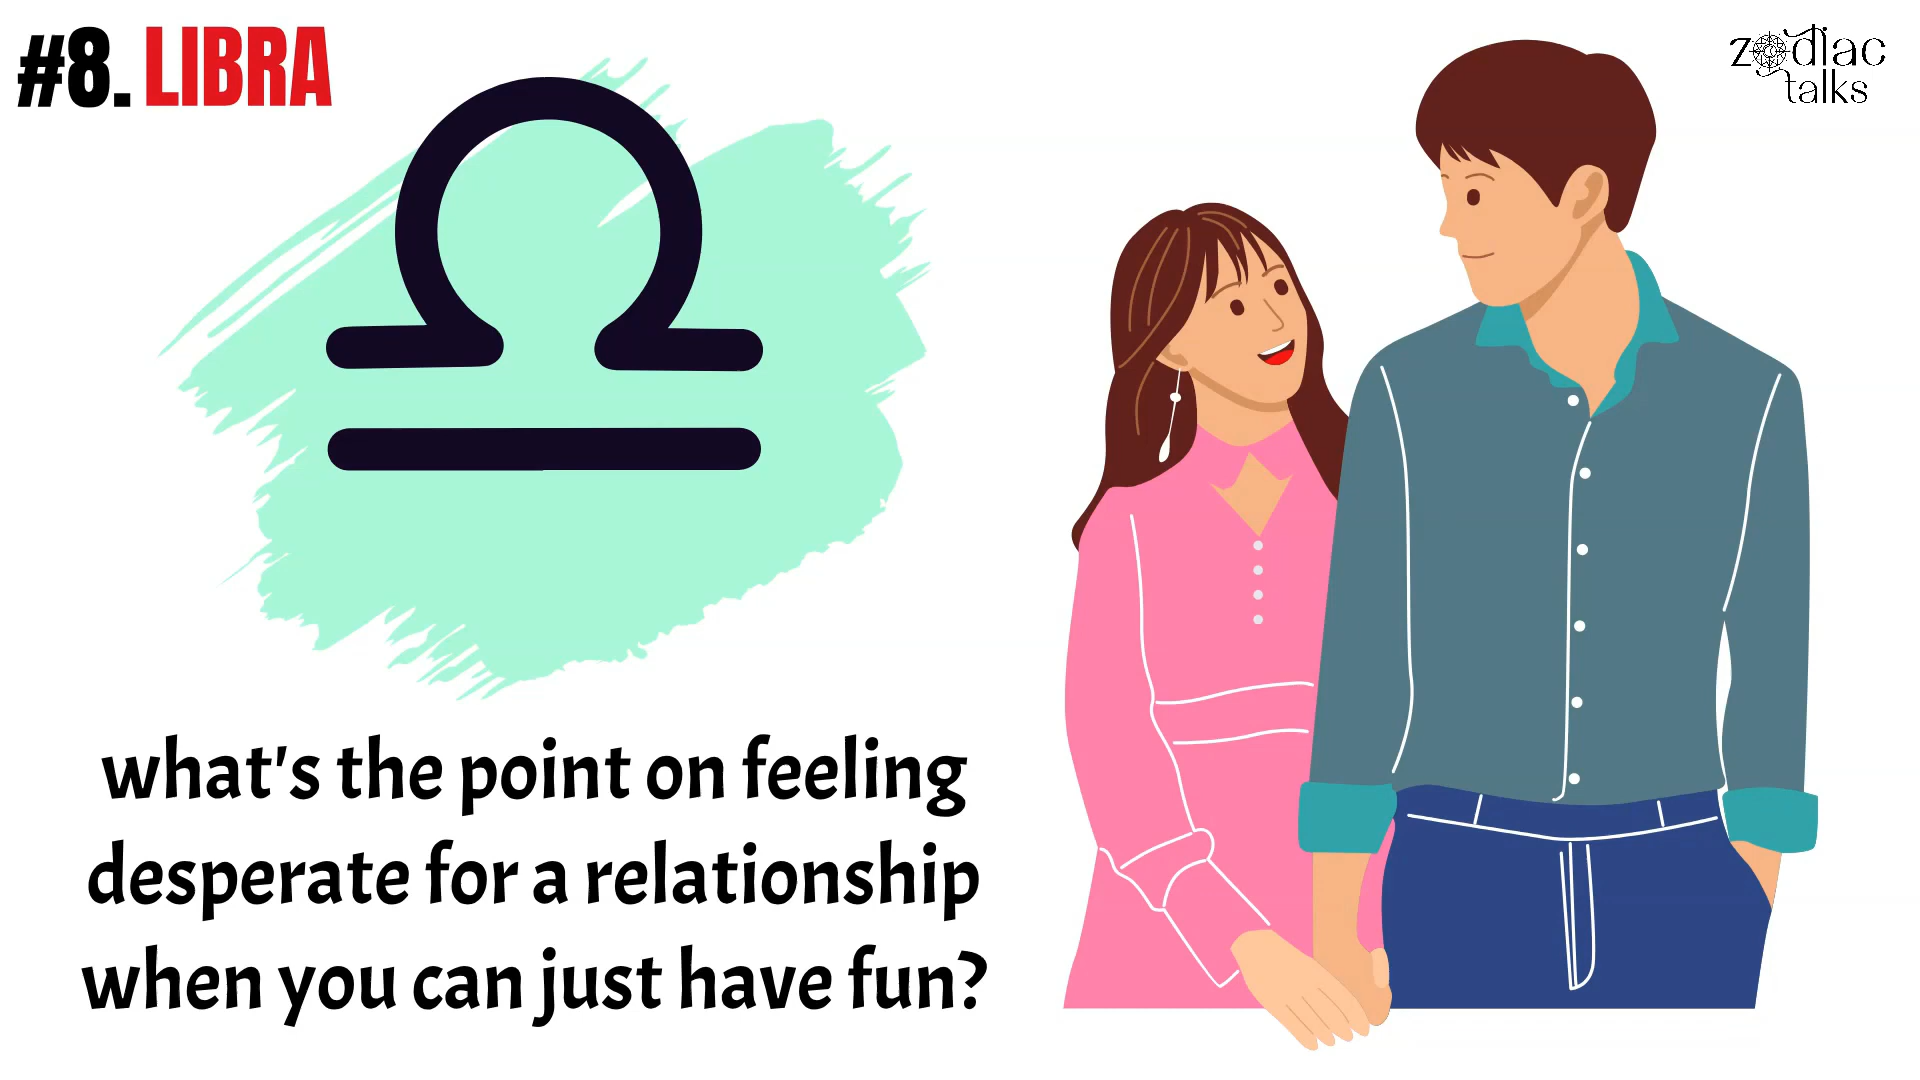 #8. LIBRA
zodiac
talks
what's the point on feeling
desperate for a relationship
when you can just have fun?